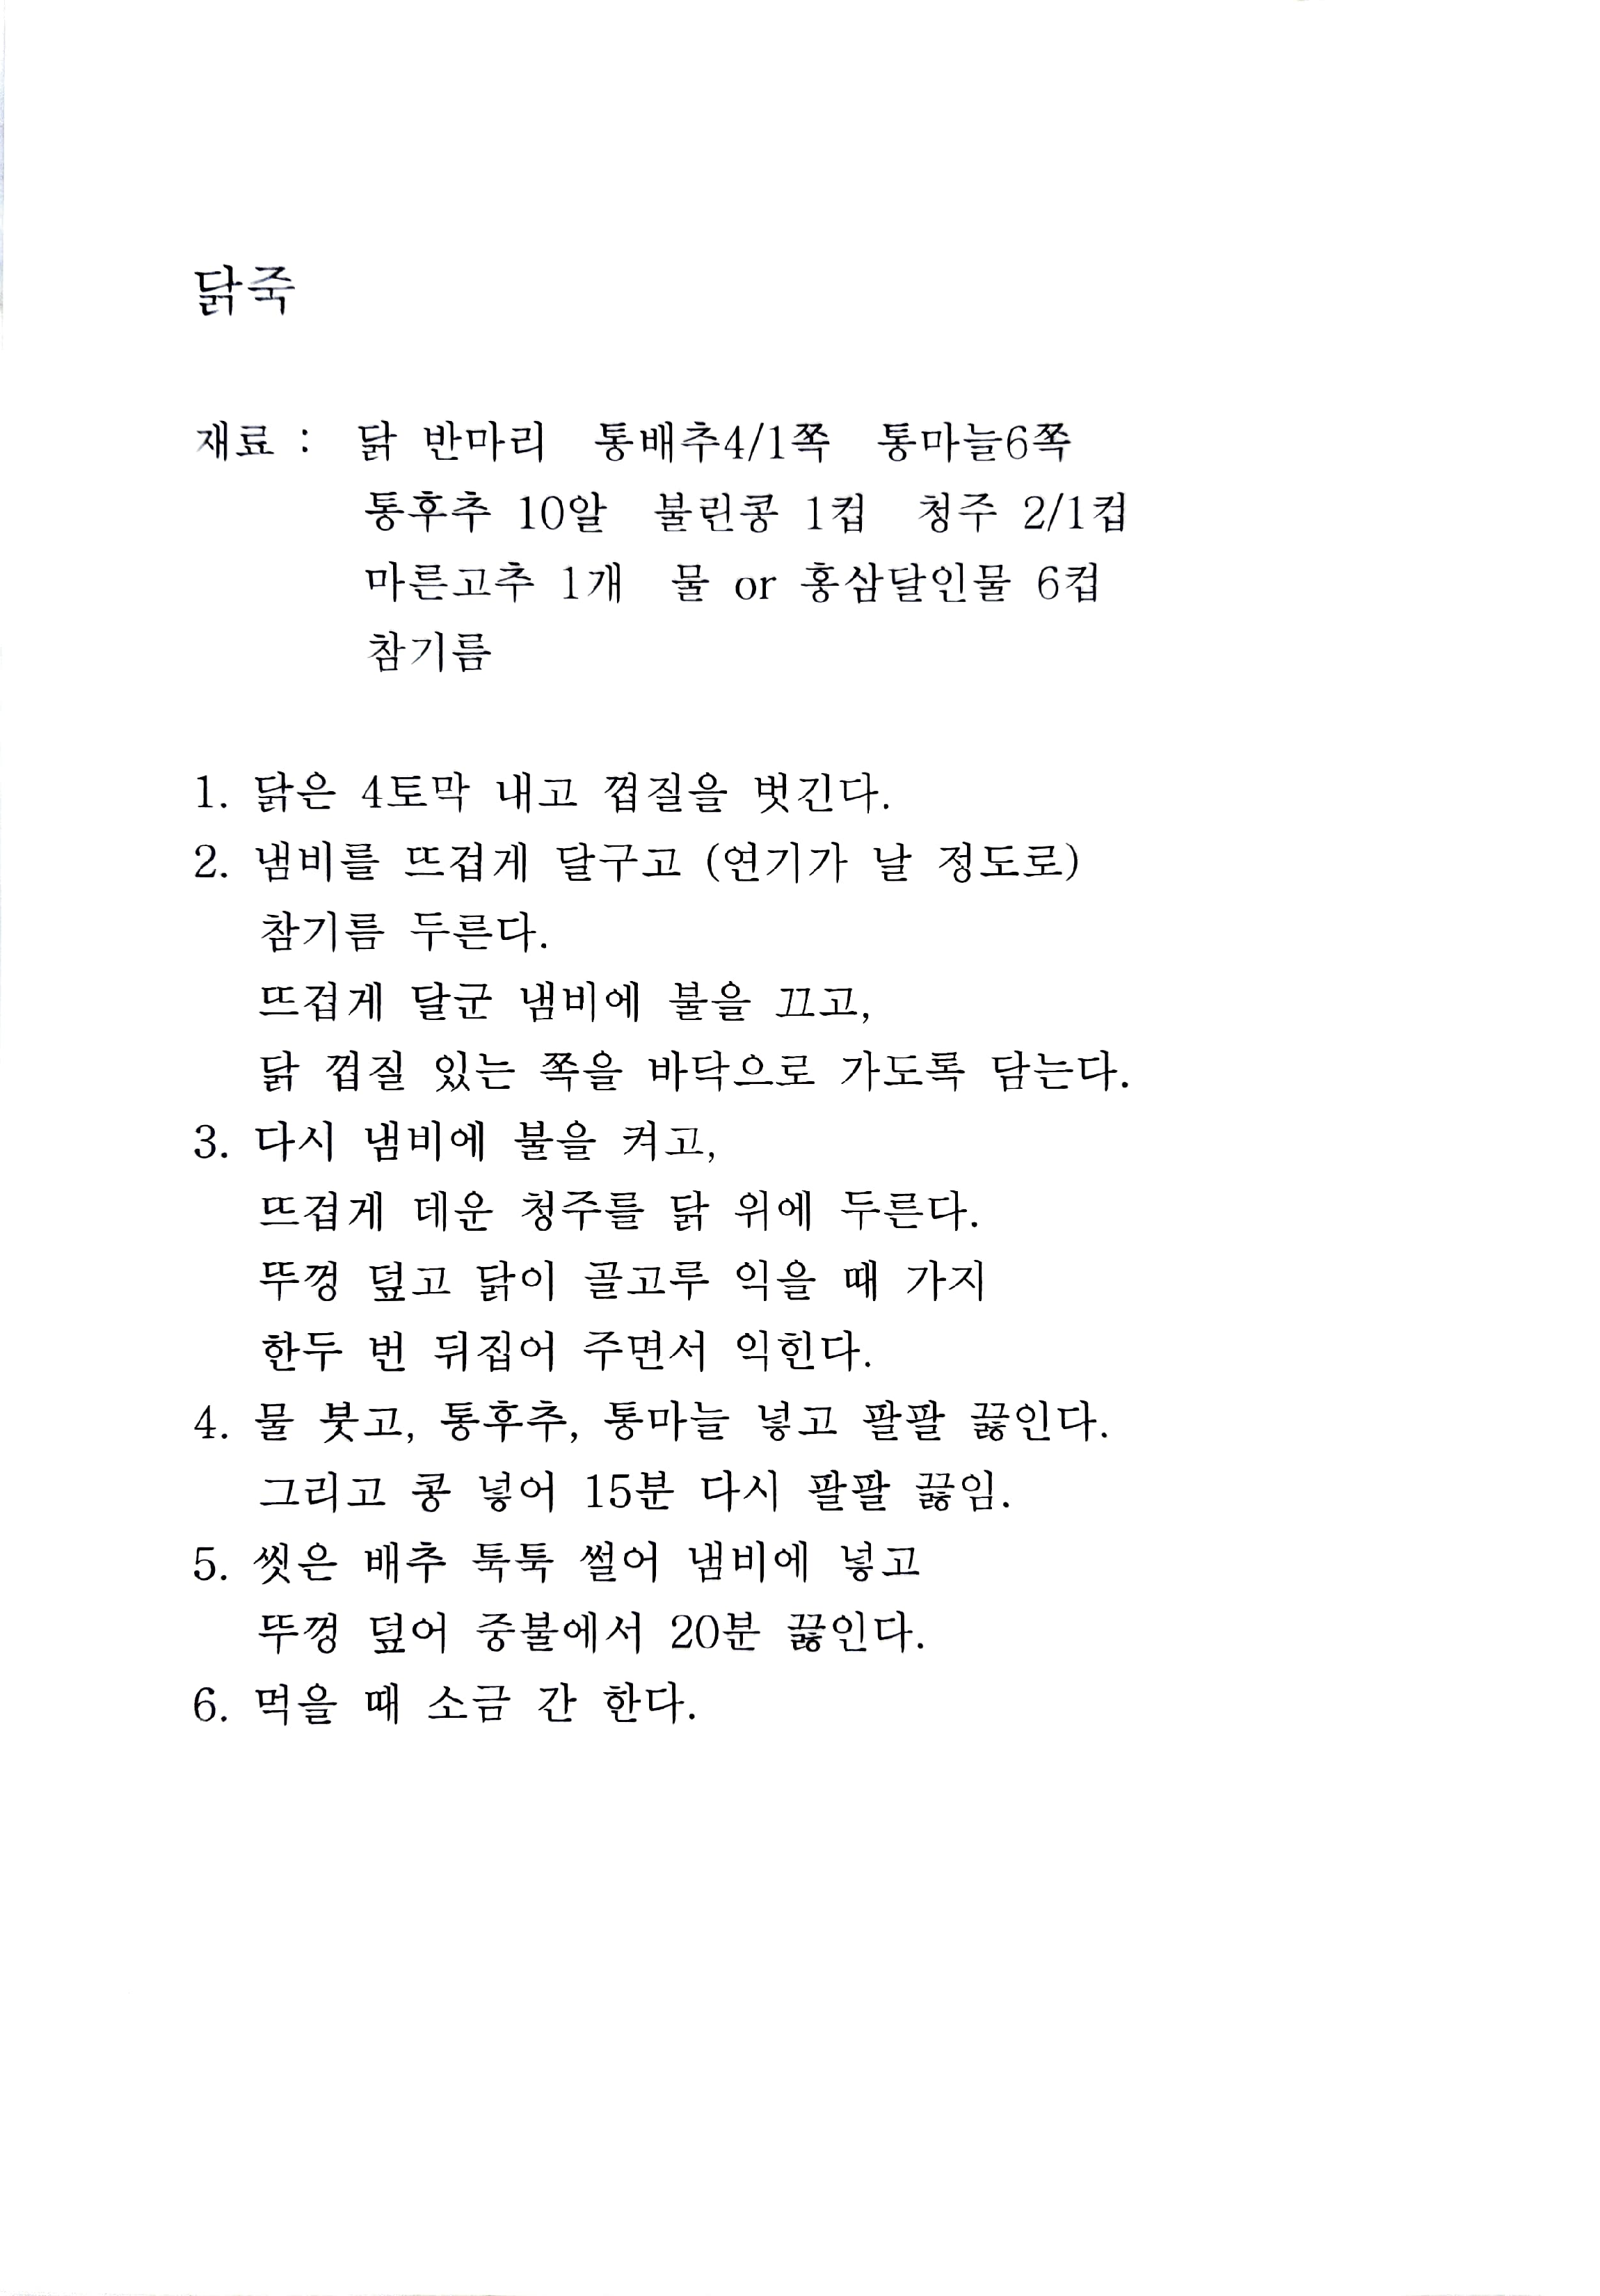 닭죽
재료 : 닭 반마리 통배추4/1쪽 통마늘6쪽
통후추 10알 불린콩 1컵 청주 2/1컵
마른고추 1개 물 or 홍삼달인물 6컵
참기름
1. 닭은 4토막 내고 껍질을 벗긴다.
2. 냄비를 뜨겁게 달구고 (연기가 날 정도로)
참기름 두른다.
뜨겁게 달군 냄비에 불을 끄고,
닭 껍질 있는 쪽을 바닥으로 가도록 담는다.
3. 다시 냄비에 불을 켜고,
뜨겁게 데운 청주를 닭 위에 두른다.
뚜껑 덮고 닭이 골고루 익을 때 가지
한두 번 뒤집어 주면서 익힌다.
4. 물 붓고, 통후추, 통마늘 넣고 팔팔 끓인다.
그리고 콩 넣어 15분 다시 팔팔 끓임.
5. 씻은 배추 툭툭 썰어 냄비에 넣고
뚜껑 덮어 중불에서 20분 끓인다.
6. 먹을 때 소금 간 한다.